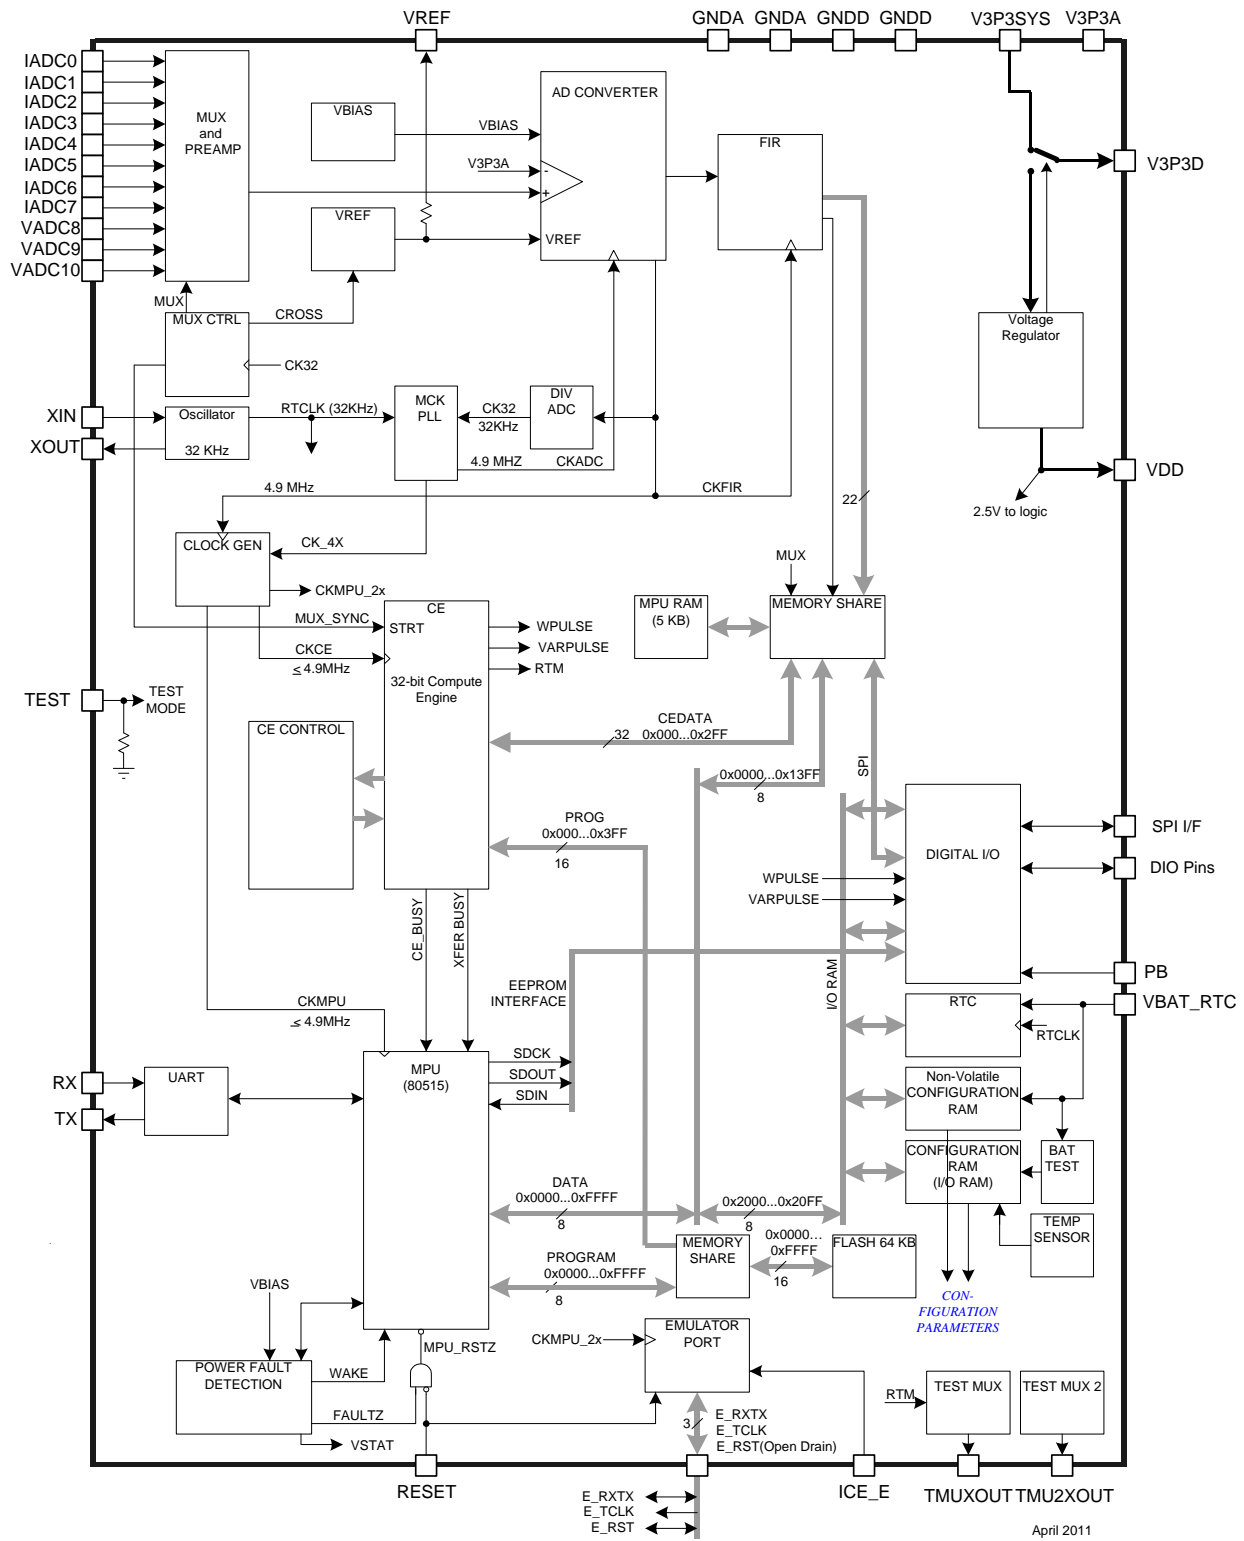 VREF
GNDA GNDA GNDD GNDD
V3P3SYS V3P3A
IADC0
IADC1
IADC2
IADC3
IADC4
IADC5
IADC6
IADC7
VADC8
VADC9
VADC10
MUX
and
PREAMP
VBIAS
VBIAS
V3P3A
-
+
AD CONVERTER
VREF
VREF
FIR
V3P3D
MUX
MUX CTRL
CROSS
CK32
Voltage
Regulator
XIN
XOUT
Oscillator
32 KHz
RTCLK (32KHz)
MCK
PLL
CK32
32KHz
DIV
ADC
4.9 MHZ CKADC
4.9 MHz
CKFIR
22
VDD
2.5V to logic
CLOCK GEN
CK_4X
CKMPU_2x
MUX
MUX_SYNC
CKCE
≤ 4.9MHz
CE
STRT
32-bit Compute
Engine
WPULSE
VARPULSE
RTM
MPU RAM
(5 KB)
MEMORY SHARE
TEST
TEST
MODE
CE CONTROL
CEDATA
32 0x000...0x2FF
0x0000...0x13FF
8
SPI
PROG
0x000...0x3FF
16
DIGITAL I/O
WPULSE
VARPULSE
SPI I/F
DIO Pins
PB
VBAT_RTC
CE_BUSY
XFER BUSY
EEPROM
INTERFACE
I/O RAM
CKMPU
≤ 4.9MHz
RTC
RTCLK
RX
TX
UART
MPU
(80515)
SDCK
SDOUT
SDIN
Non-Volatile
CONFIGURATION
RAM
CONFIGURATION
RAM
(I/O RAM)
BAT
TEST
TEMP
SENSOR
DATA
0x0000...0xFFFF
8
0x2000...0x20FF
8
PROGRAM
0x0000...0xFFFF
8
MEMORY
SHARE
0x0000...
0xFFFF
16
FLASH 64 KB
CON-
FIGURATION
PARAMETERS
VBIAS
POWER FAULT
DETECTION
WAKE
FAULTZ
VSTAT
MPU_RSTZ
CKMPU_2x
EMULATOR
PORT
3
E_RXTX
E_TCLK
E_RST(Open Drain)
RTM
TEST MUX
TEST MUX 2
RESET
ICE_E
TMUXOUT TMU2XOUT
E_RXTX
E_TCLK
E_RST
April 2011